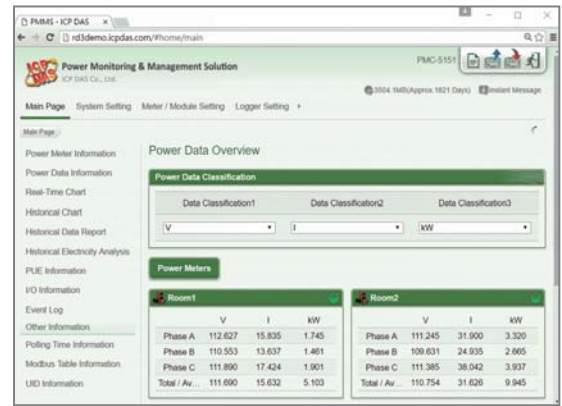 PMMS - ICP DAS
rd3demo.icpdas.com/#home/main
ICP DAS
Power Monitoring & Management Solution
ICP DAS Co., Ltd.
PMC-5151
3504.1MB(Approx.1821 Days)
Instant Message
Main Page System Setting Meter / Module Setting Logger Setting
Main Page
Power Meter Information
Power Data Information
Real-Time Chart
Historical Chart
Historical Data Report
Historical Electricity Analysis
PUE Information
I/O Information
Event Log
Other Information
Polling Time Information
Modbus Table Information
UID Information
Power Data Overview
Power Data Classification
Data Classification1 Data Classification2 Data Classification3
V I kW
Power Meters
Room1
V I kW
Phase A 112.627 15.835 1.745
Phase B 110.553 13.637 1.461
Phase C 111.890 17.424 1.901
Total / Av... 111.690 15.632 5.103
Room2
V I kW
Phase A 111.245 31.900 3.320
Phase B 109.631 24.935 2.665
Phase C 111.385 38.042 3.937
Total / Av... 110.754 31.626 9.945